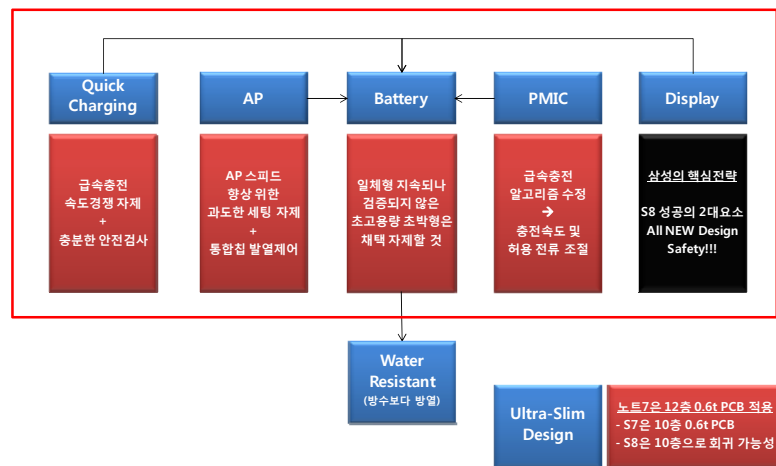 Quick
Charging
AP
Battery
PMIC
Display
급속충전
속도경쟁 자제
+
충분한 안전검사
AP 스피드
향상 위한
과도한 세팅 자제
+
통합칩 발열제어
일체형 지속되나
검증되지 않은
초고용량 초박형은
채택 자제할 것
급속충전
알고리즘 수정
→
충전속도 및
허용 전류 조절
삼성의 핵심전략
S8 성공의 2대요소
All NEW Design
Safety!!!
Water
Resistant
(방수보다 방열)
Ultra-Slim
Design
노트7은 12층 0.6t PCB 적용
- S7은 10층 0.6t PCB
- S8은 10층으로 회귀 가능성